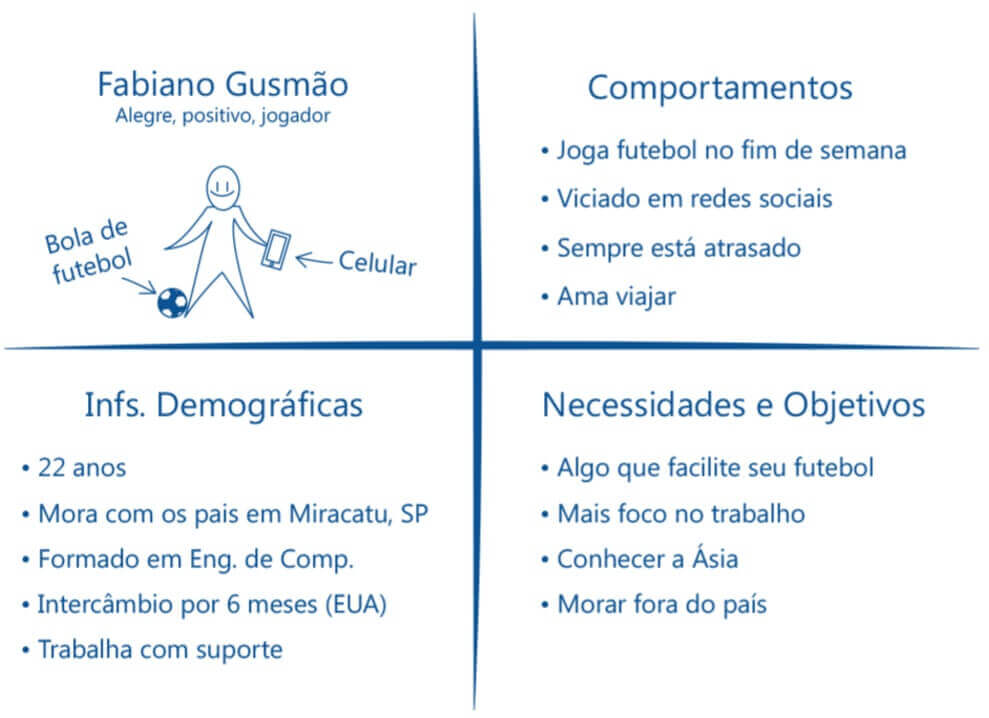 Fabiano Gusmão
Alegre, positivo, jogador
Bola de
futebol
Celular
Comportamentos
• Joga futebol no fim de semana
• Viciado em redes sociais
• Sempre está atrasado
• Ama viajar
Infs. Demográficas
• 22 anos
• Mora com os pais em Miracatu, SP
• Formado em Eng. de Comp.
• Intercâmbio por 6 meses (EUA)
• Trabalha com suporte
Necessidades e Objetivos
• Algo que facilite seu futebol
• Mais foco no trabalho
• Conhecer a Ásia
• Morar fora do país